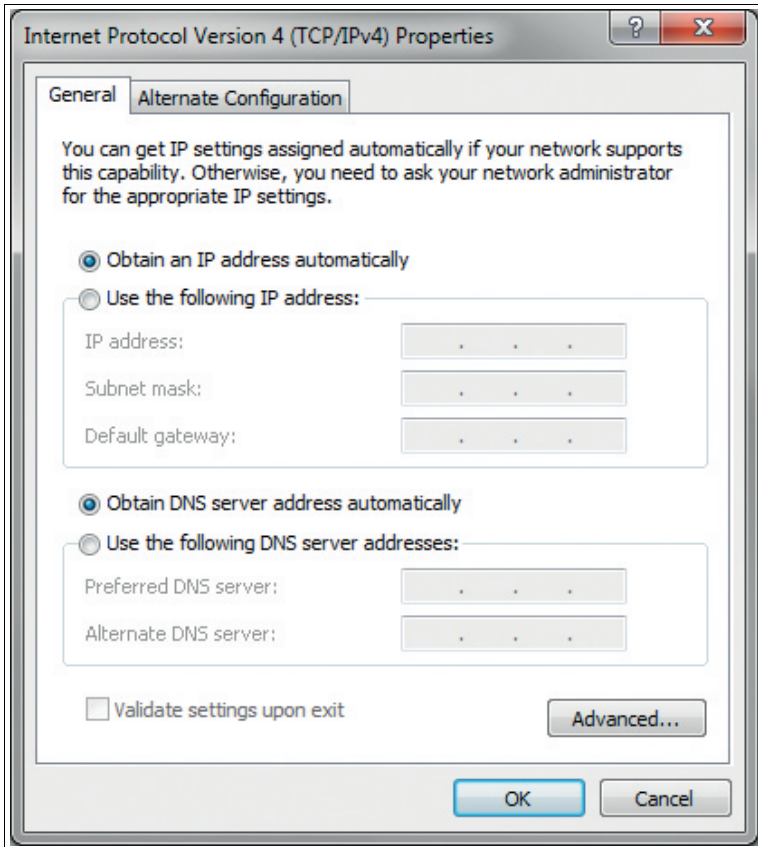 Internet Protocol Version 4 (TCP/IPv4) Properties
General
Alternate Configuration
You can get IP settings assigned automatically if your network supports
this capability. Otherwise, you need to ask your network administrator
for the appropriate IP settings.
Obtain an IP address automatically
Use the following IP address:
IP address:
Subnet mask:
Default gateway:
Obtain DNS server address automatically
Use the following DNS server addresses:
Preferred DNS server:
Alternate DNS server:
Validate settings upon exit
Advanced...
OK
Cancel